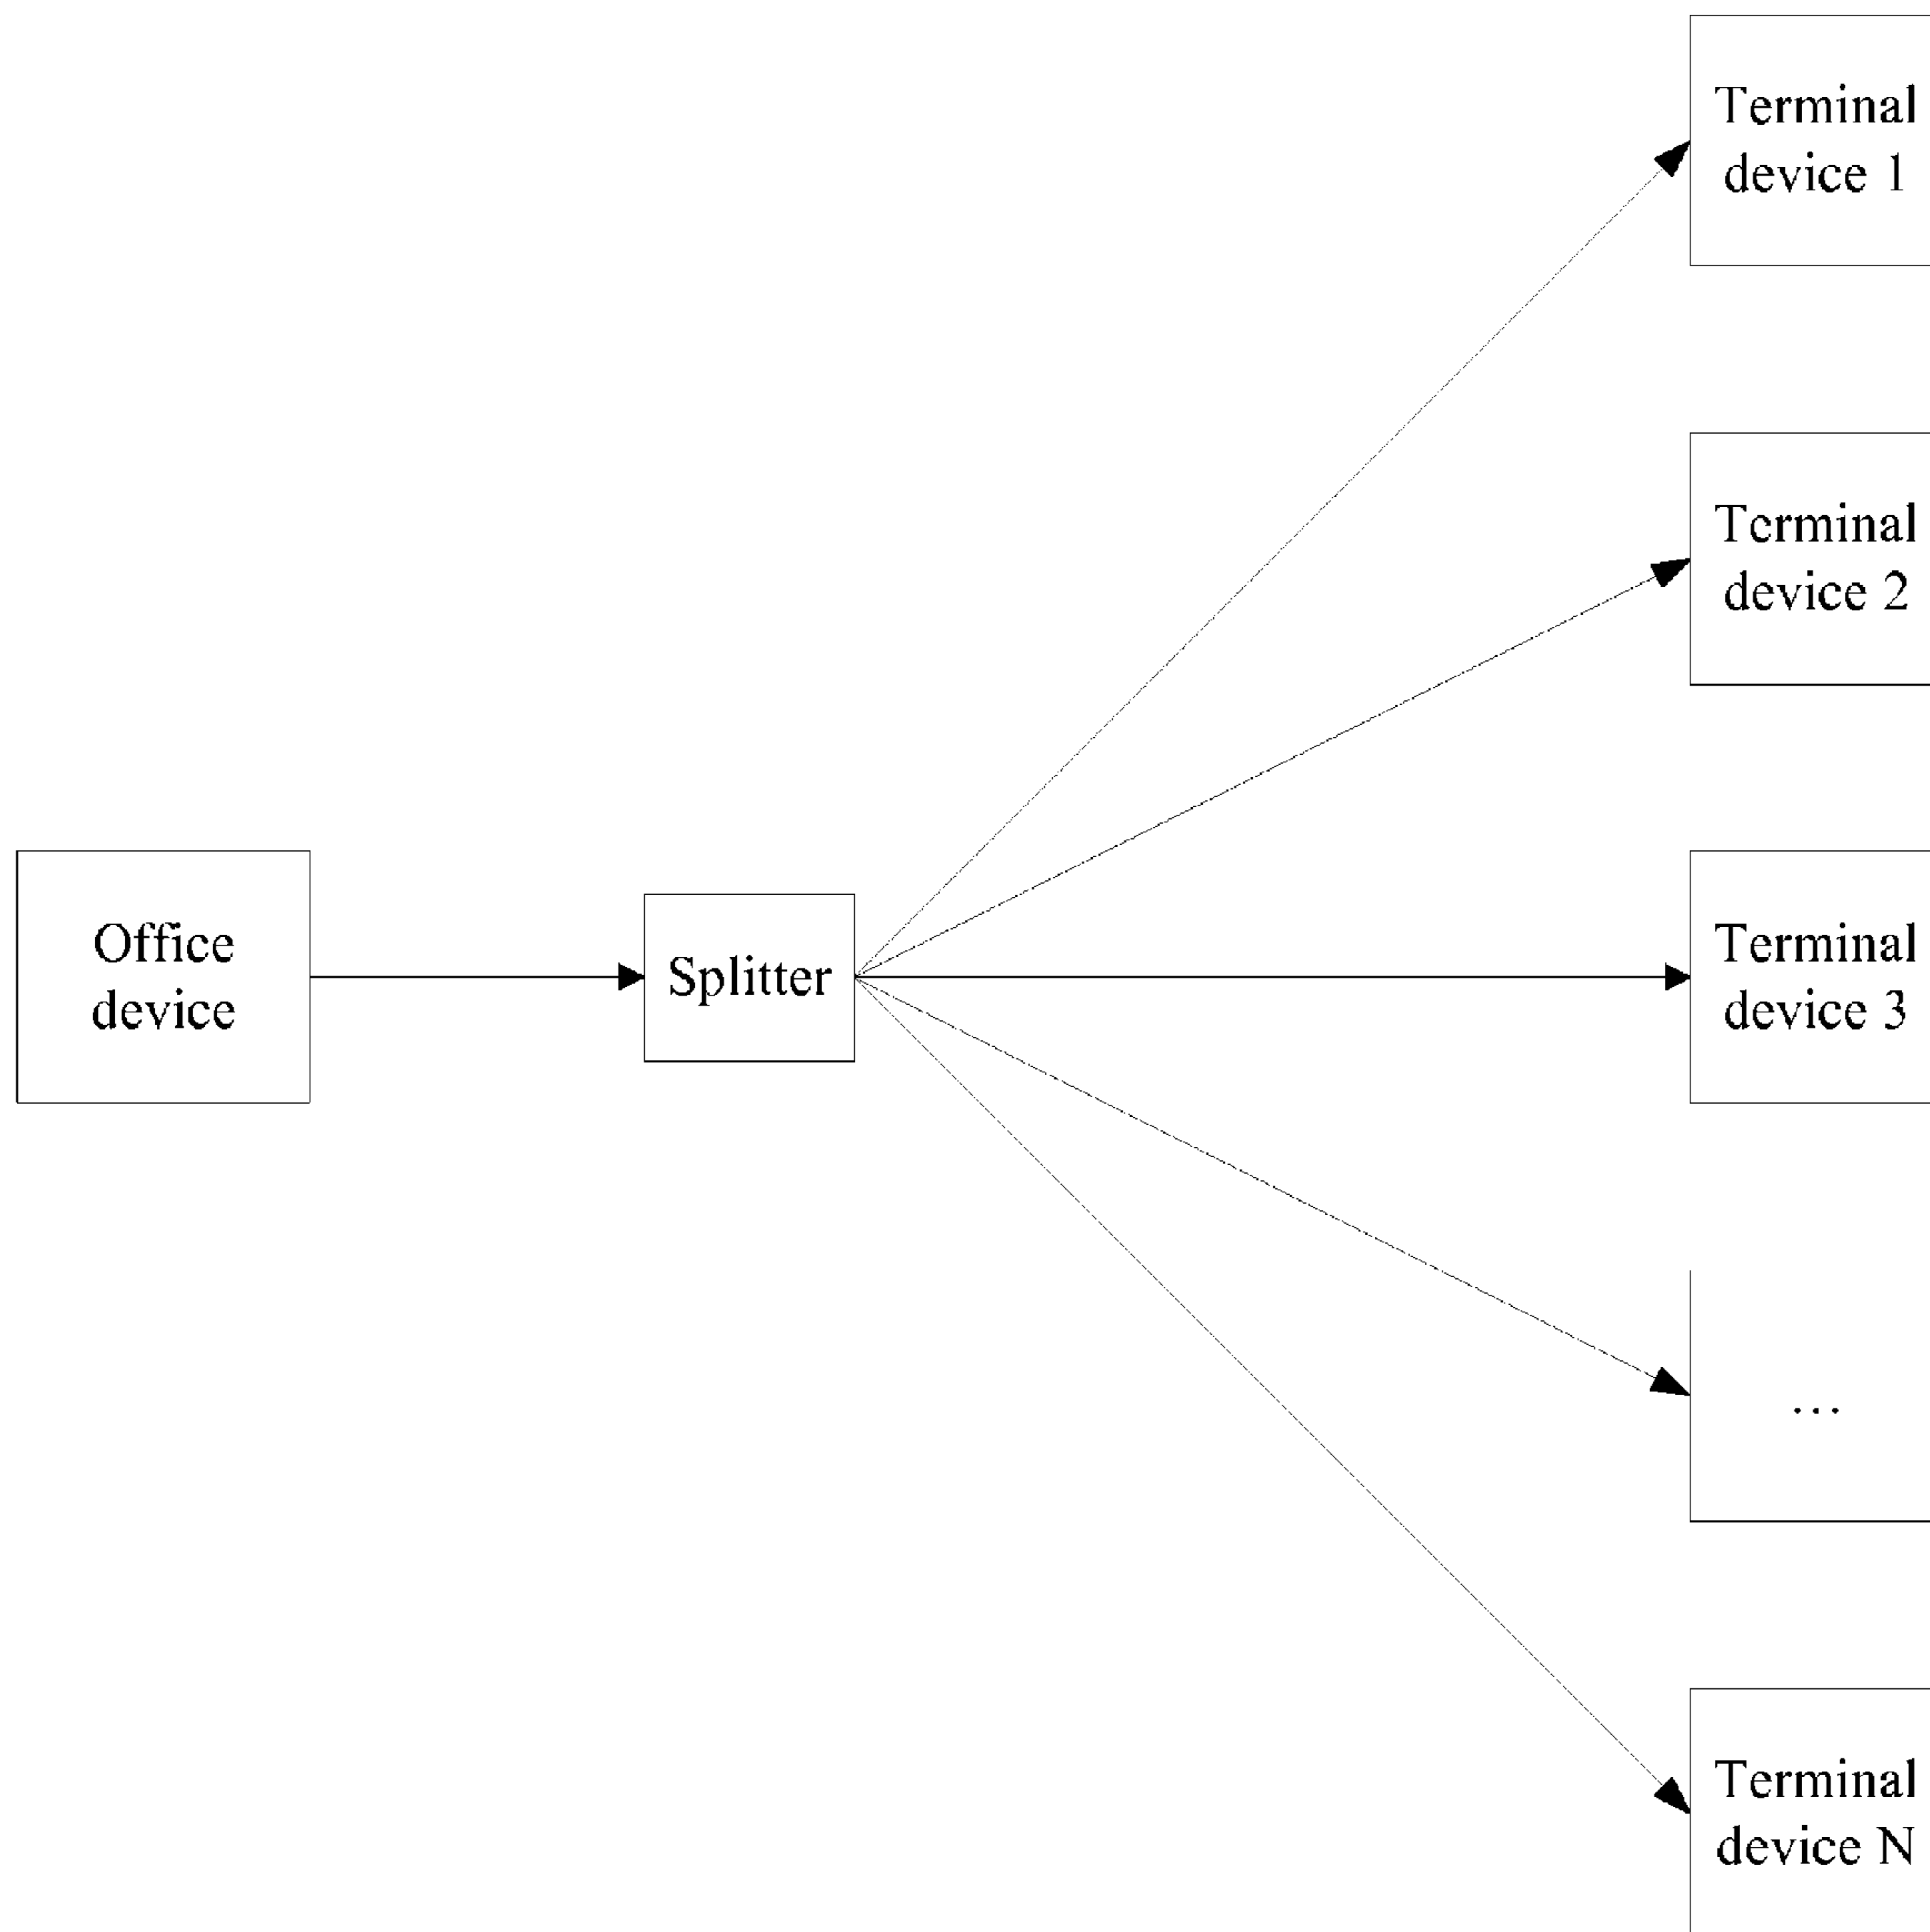 Terminal
device 1
Terminal
device 2
Office
device
Splitter
Terminal
device 3
...
Terminal
device N